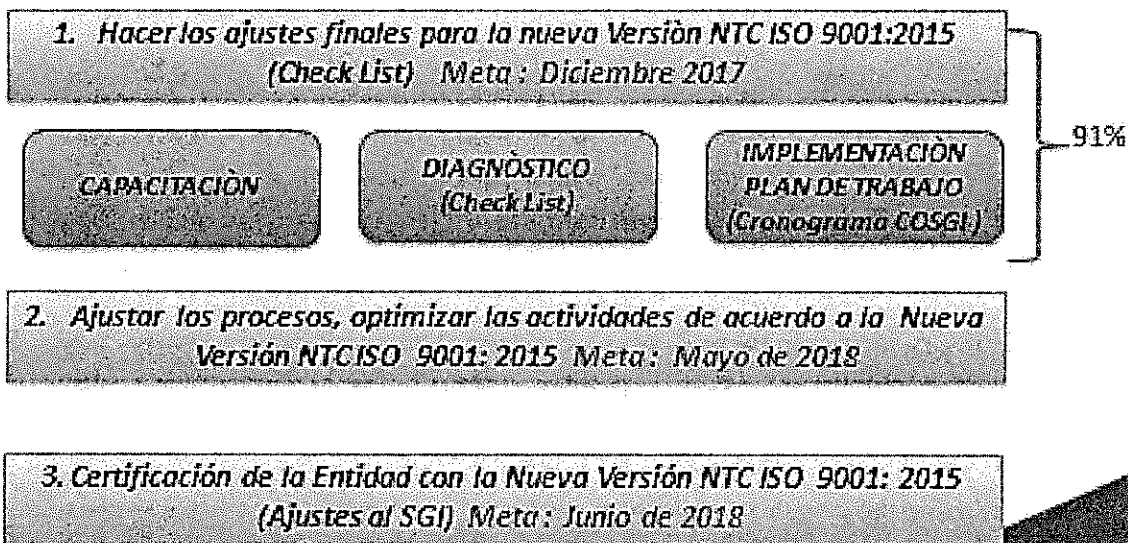 1. Hacer los ajustes finales para la nueva Versiòn NTC ISO 9001:2015
(Check List) Meta : Diciembre 2017
CAPACITACIÒN
DIAGNÒSTICO
(Check List)
IMPLEMENTACIÒN
PLAN DE TRABAJO
(Cronograma COSGI)
91%
2. Ajustar los procesos, optimizar las actividades de acuerdo a la Nueva
Versión NTC ISO 9001: 2015 Meta : Mayo de 2018
3. Certificación de la Entidad con la Nueva Versión NTC ISO 9001: 2015
(Ajustes al SGI) Meta : Junio de 2018